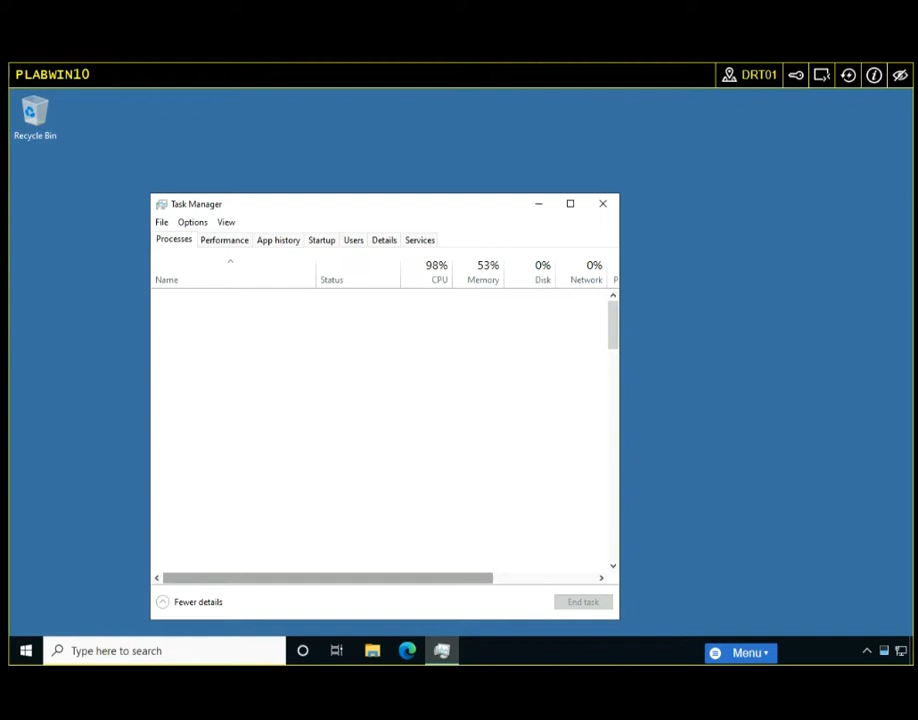 PLABWIN10
DRT01
Recycle Bin
Task Manager
File Options View
Processes Performance App history Startup Users Details Services
98% 53% 0% 0%
Name Status CPU Memory Disk Network P
Fewer details
End task
Type here to search
Menu